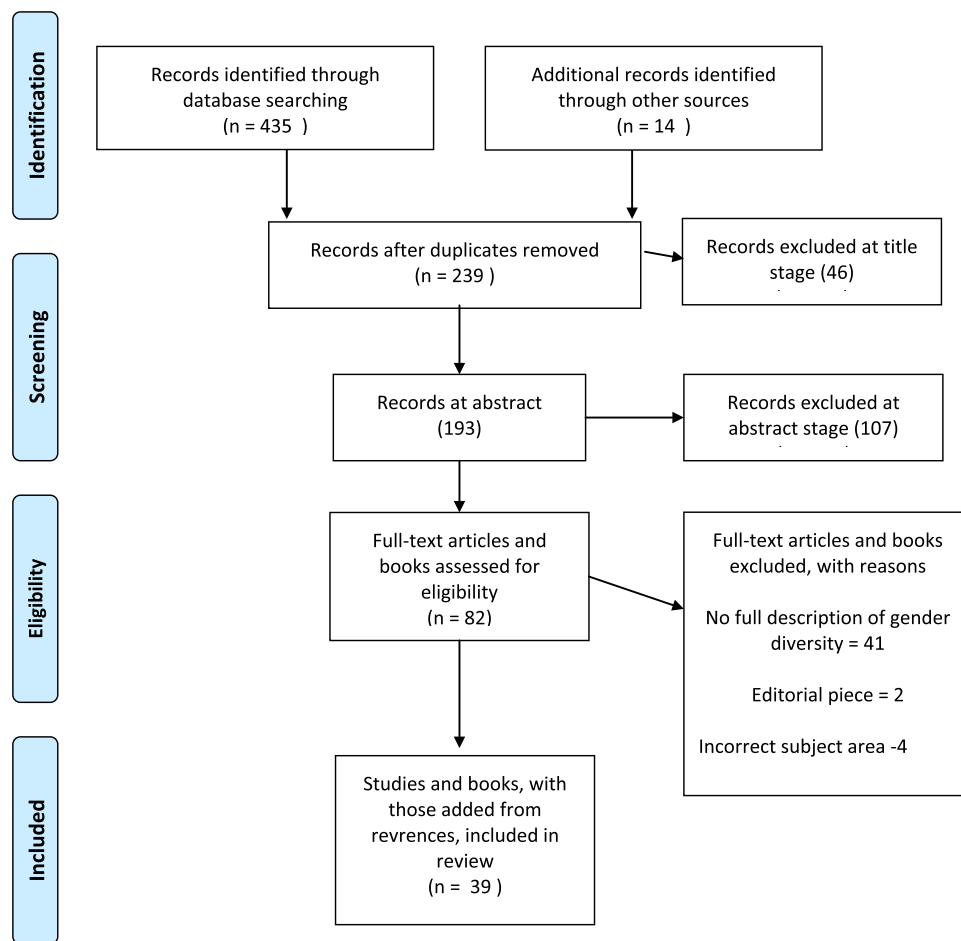 Identification
Records identified through
database searching
(n = 435  )
Additional records identified
through other sources
(n = 14  )
Records after duplicates removed
(n = 239 )
Records excluded at title
stage (46)
Screening
Records at abstract
(193)
Records excluded at
abstract stage (107)
Eligibility
Full-text articles and
books assessed for
eligibility
(n = 82)
Full-text articles and books
excluded, with reasons
No full description of gender
diversity = 41
Editorial piece = 2
Incorrect subject area -4
Included
Studies and books, with
those added from
revrences, included in
review
(n =  39 )